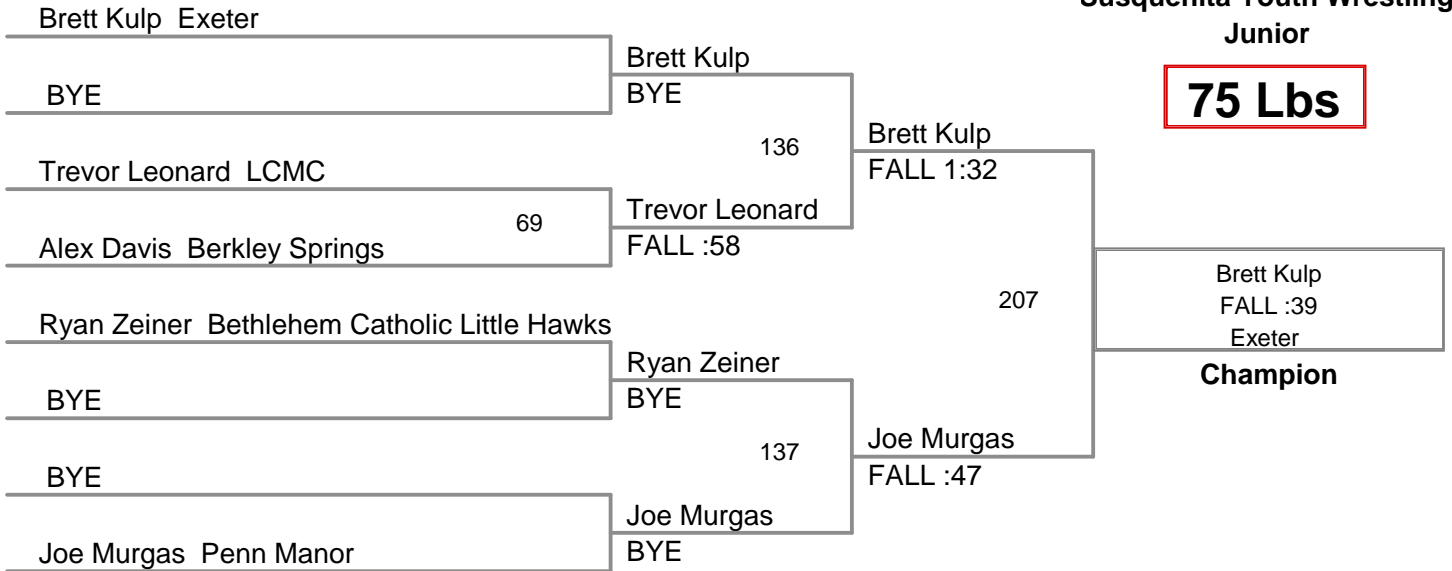 Susquenita Youth Wrestling
Junior
75 Lbs
Brett Kulp Exeter
BYE
Trevor Leonard LCMC
69
Alex Davis Berkley Springs
Ryan Zeiner Bethlehem Catholic Little Hawks
BYE
BYE
Joe Murgas Penn Manor
Brett Kulp
BYE
136
Trevor Leonard
FALL :58
Ryan Zeiner
BYE
137
Joe Murgas
BYE
Brett Kulp
FALL 1:32
207
Joe Murgas
FALL :47
Brett Kulp
FALL :39
Exeter
Champion